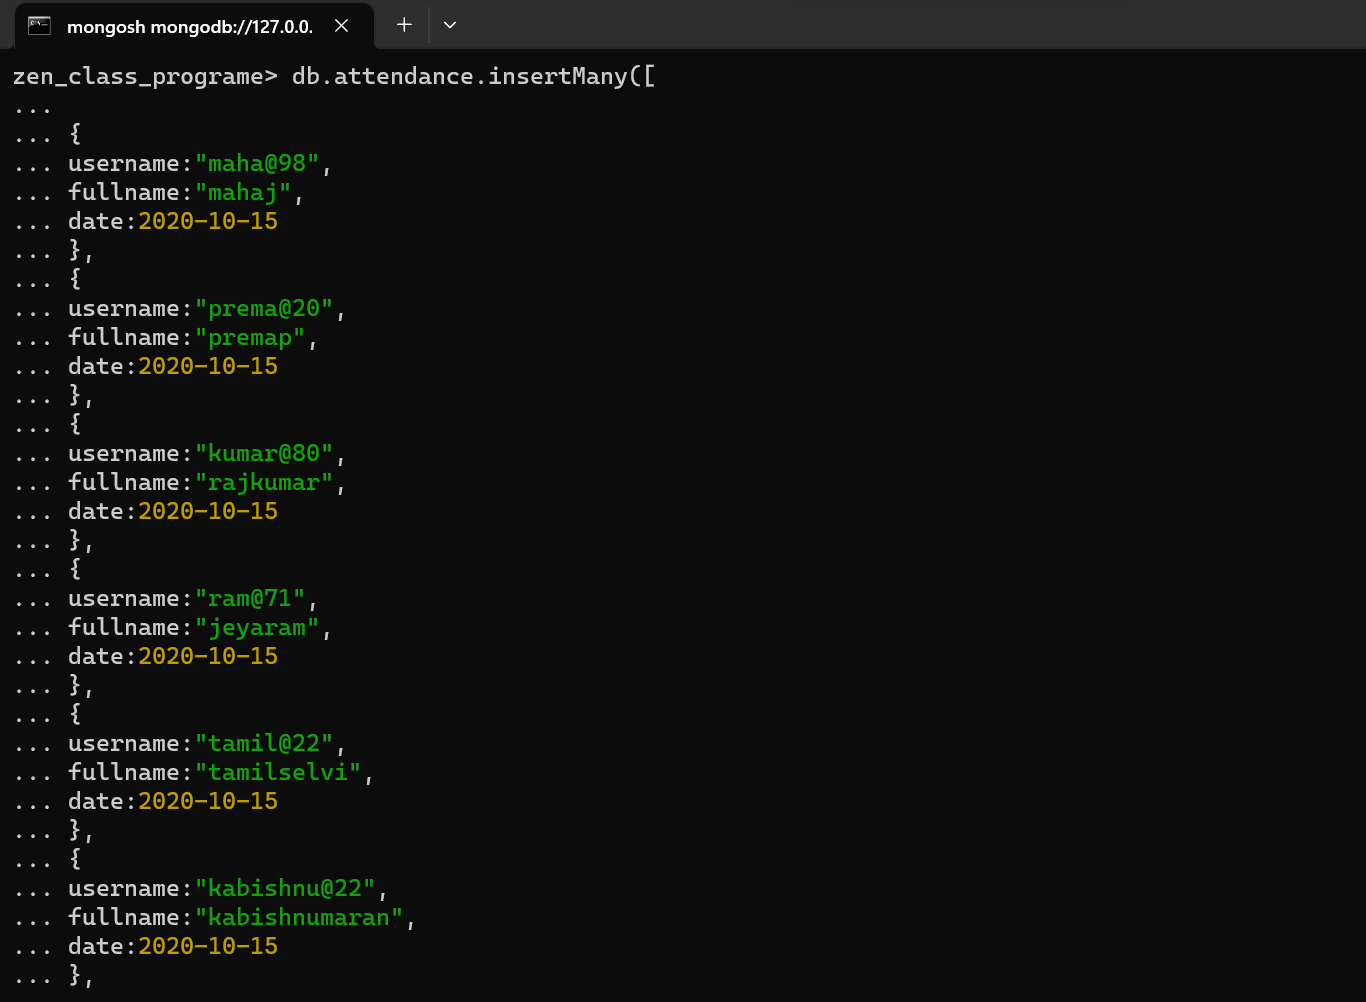 mongosh mongodb://127.0.0.
zen_class_programe> db.attendance.insertMany([
...
... {
... username:"maha@98",
... fullname:"mahaj",
... date:2020-10-15
... },
... {
... username:"prema@20",
... fullname:"premap",
... date:2020-10-15
... },
... {
... username:"kumar@80",
... fullname:"rajkumar",
... date:2020-10-15
... },
... {
... username:"ram@71",
... fullname:"jeyaram",
... date:2020-10-15
... },
... {
... username:"tamil@22",
... fullname:"tamilselvi",
... date:2020-10-15
... },
... {
... username:"kabishnu@22",
... fullname:"kabishnumaran",
... date:2020-10-15
... },